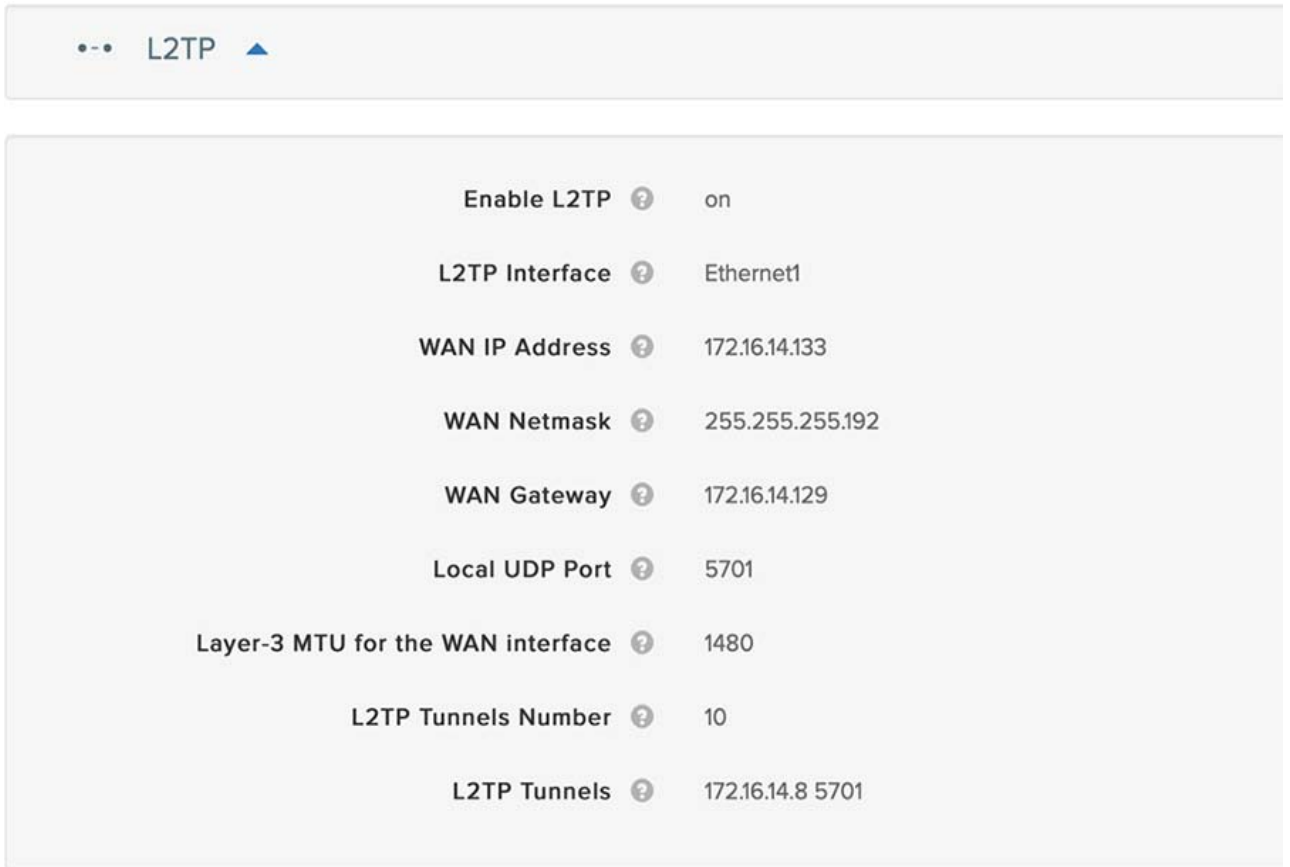 L2TP
Enable L2TP ? on
L2TP Interface ? Ethernet1
WAN IP Address ? 172.16.14.133
WAN Netmask ? 255.255.255.192
WAN Gateway ? 172.16.14.129
Local UDP Port ? 5701
Layer-3 MTU for the WAN interface ? 1480
L2TP Tunnels Number ? 10
L2TP Tunnels ? 172.16.14.8 5701